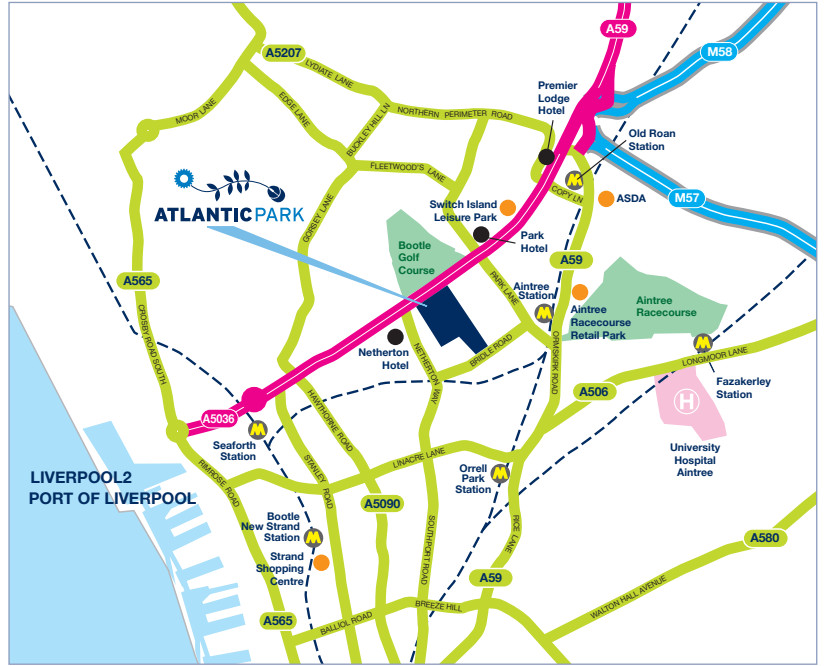 A59
M58
A5207
LYDIATE LANE
Premier
Lodge
Hotel
MOOR LANE
EDGE LANE
BUCKLEY HILL LN
NORTHERN PERIMETER ROAD
Old Roan
Station
FLEETWOOD'S LANE
COPY LN
ASDA
M57
ATLANTICPARK
Switch Island
Leisure Park
GORSEY LANE
Park
Hotel
Bootle
Golf
Course
A59
A565
PARK LANE
Aintree
Station
Aintree
Racecourse
Aintree
Racecourse
Retail Park
CROSBY ROAD SOUTH
Netherton
Hotel
NETHERTON WAY
BRIDLE ROAD
ORMSKIRK ROAD
LONGMOOR LANE
Fazakerley
Station
A506
H
A5036
HAWTHORNE ROAD
Seaforth
Station
University
Hospital
Aintree
LINACRE LANE
STANLEY ROAD
RIMROSE ROAD
Orrell
Park
Station
LIVERPOOL2
PORT OF LIVERPOOL
A5090
Bootle
New Strand
Station
SOUTHPORT ROAD
RICE LANE
A580
Strand
Shopping
Centre
A59
WALTON HALL AVENUE
A565
BALLIOL ROAD
BREEZE HILL